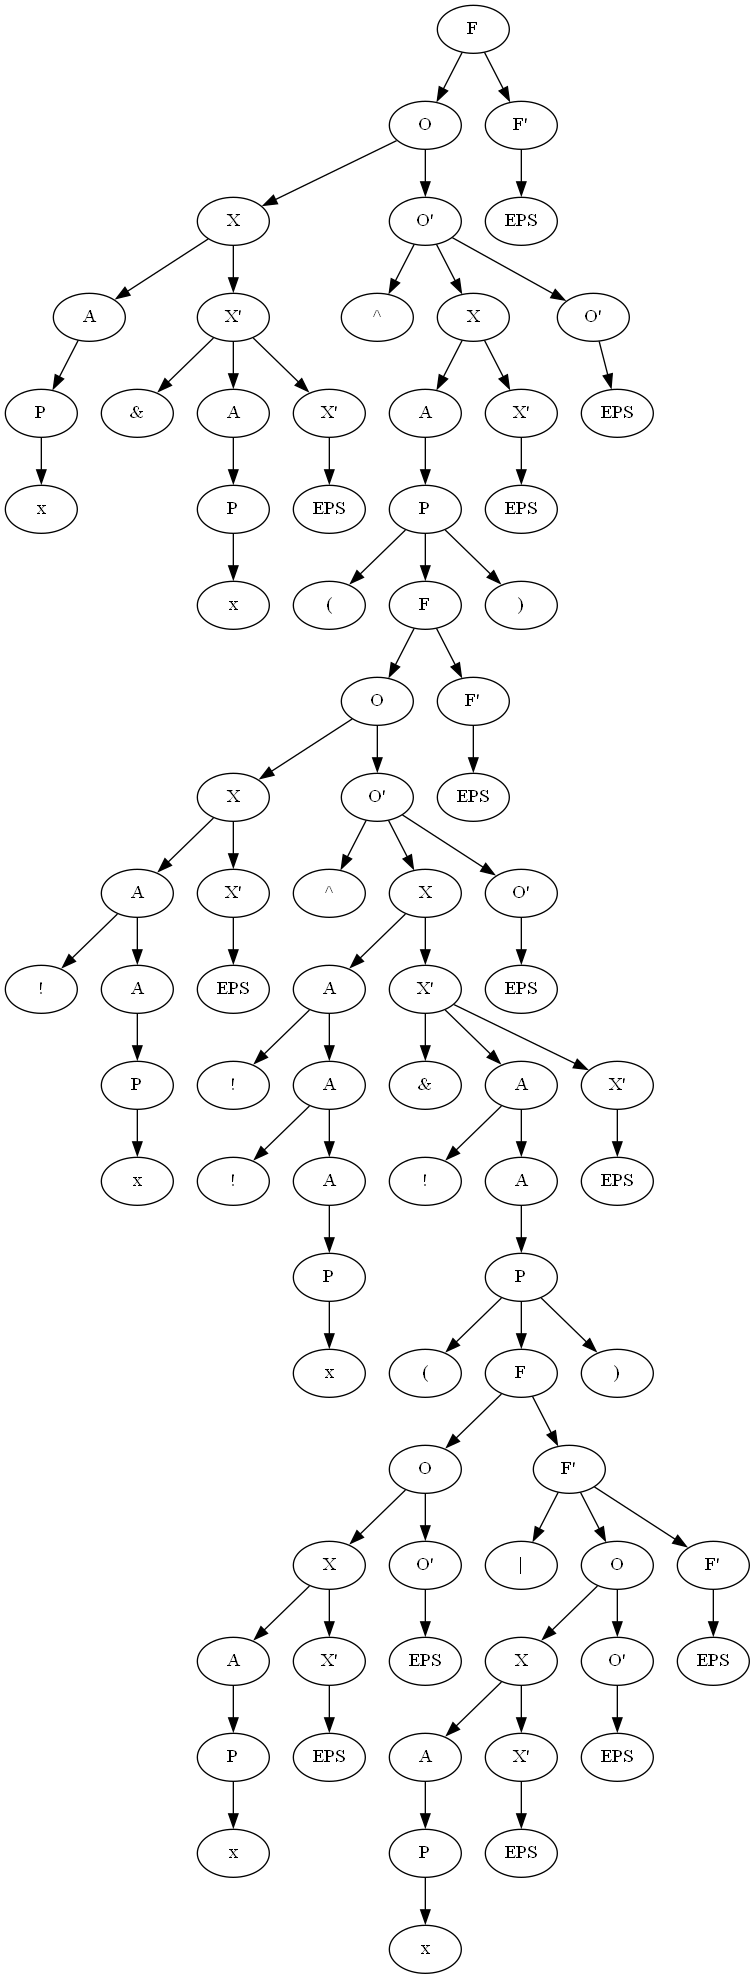 F
O F'
X O' EPS
A X' ^ X O'
P & A X' A X' EPS
x P EPS P EPS
x ( F )
O F'
X O' EPS
A X' ^ X O'
! A EPS A X' EPS
P ! A & A X'
x ! A ! A EPS
P P
x ( F )
O F'
X O' | O F'
A X' EPS X O' EPS
P EPS A X' EPS
x P EPS
x